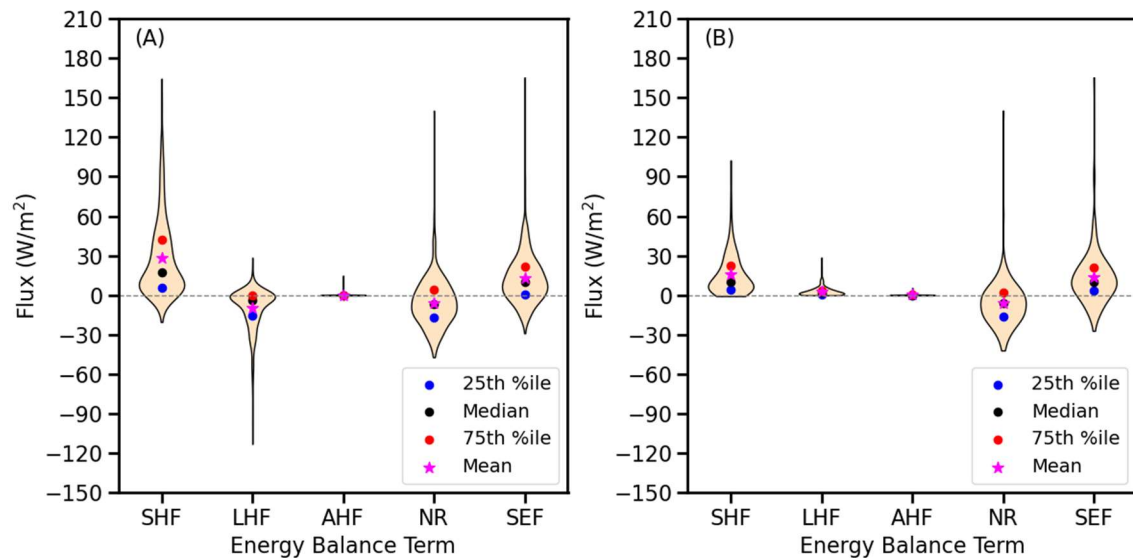 (A)
Flux (W/m²)
210
180
150
120
90
60
30
0
−30
−60
−90
−120
−150
25th %ile
Median
75th %ile
Mean
SHF LHF AHF NR SEF
Energy Balance Term
(B)
Flux (W/m²)
210
180
150
120
90
60
30
0
−30
−60
−90
−120
−150
25th %ile
Median
75th %ile
Mean
SHF LHF AHF NR SEF
Energy Balance Term